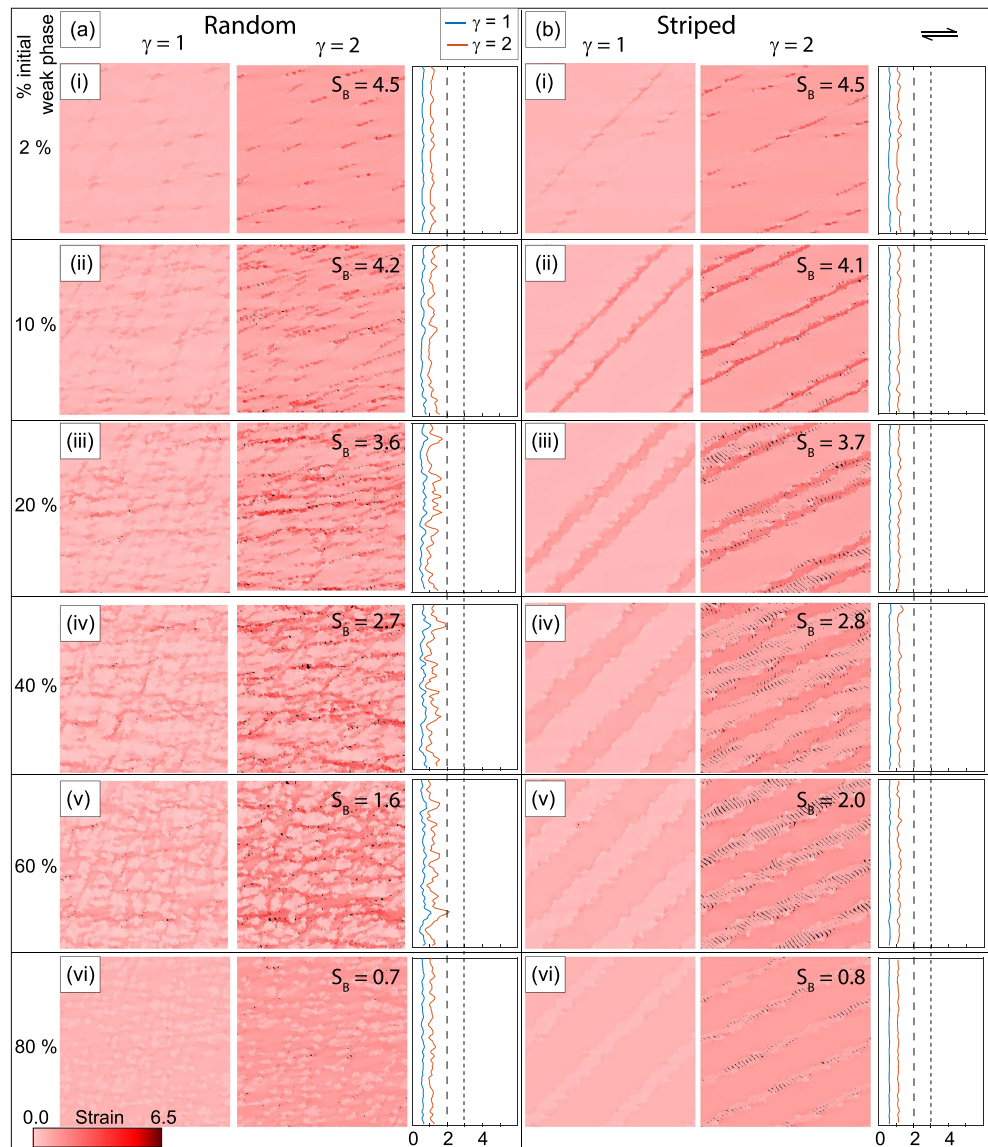 (a) Random
γ = 1
γ = 2
γ = 1
γ = 2
(b) Striped
γ = 1
γ = 2
% initial
weak phase
2 %
(i)
S_B = 4.5
(i)
S_B = 4.5
10 %
(ii)
S_B = 4.2
(ii)
S_B = 4.1
20 %
(iii)
S_B = 3.6
(iii)
S_B = 3.7
40 %
(iv)
S_B = 2.7
(iv)
S_B = 2.8
60 %
(v)
S_B = 1.6
(v)
S_B = 2.0
80 %
(vi)
S_B = 0.7
(vi)
S_B = 0.8
0.0 Strain 6.5
0 2 4
0 2 4